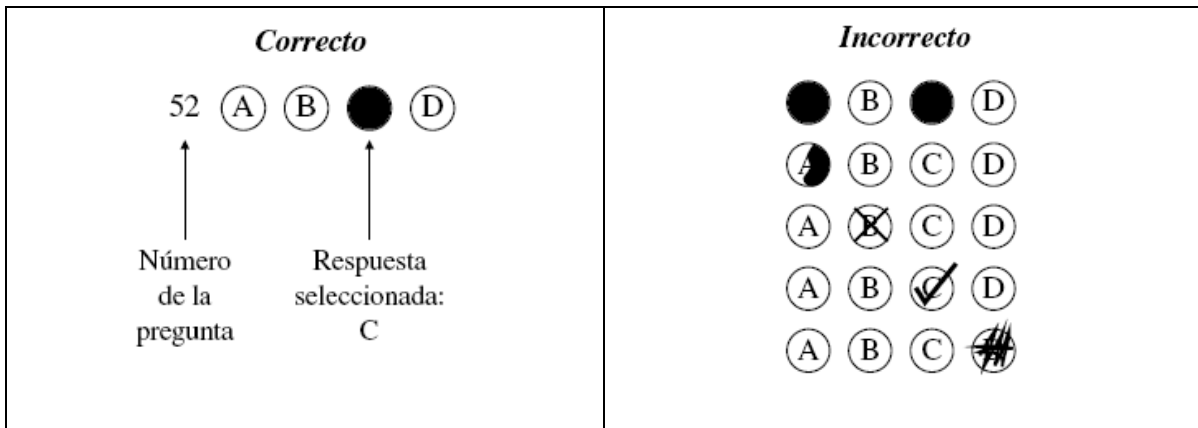 Correcto
52 A B D
Número
de la
pregunta
Respuesta
seleccionada:
C
Incorrecto
B D
A B C D
A B C D
A B C D
A B C